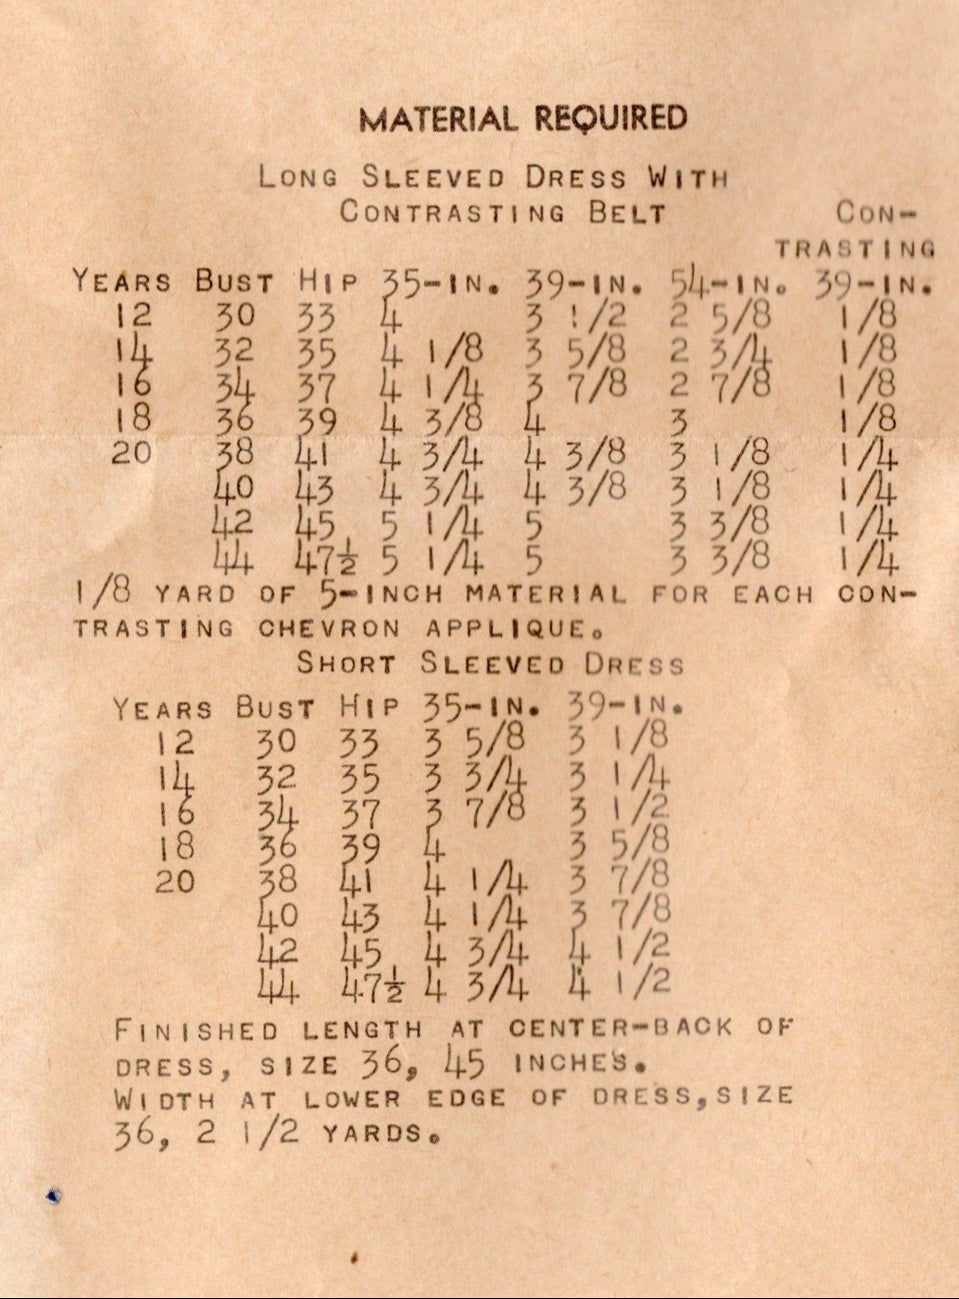 MATERIAL REQUIRED
LONG SLEEVED DRESS WITH
CONTRASTING BELT CON-
TRASTING
YEARS BUST HIP 35-IN. 39-IN. 54-IN. 39-IN.
12 30 33 4 3 1/2 2 5/8 1/8
14 32 35 4 1/8 3 5/8 2 3/4 1/8
16 34 37 4 1/4 3 7/8 2 7/8 1/8
18 36 39 4 3/8 4 3 1/8
20 38 41 4 3/4 4 3/8 3 1/8 1/4
40 43 4 3/4 4 3/8 3 1/8 1/4
42 45 5 1/4 5 3 3/8 1/4
44 47½ 5 1/4 5 3 3/8 1/4
1/8 YARD OF 5-INCH MATERIAL FOR EACH CON-
TRASTING CHEVRON APPLIQUE.
SHORT SLEEVED DRESS
YEARS BUST HIP 35-IN. 39-IN.
12 30 33 3 5/8 3 1/8
14 32 35 3 3/4 3 1/4
16 34 37 3 7/8 3 1/2
18 36 39 4 3 5/8
20 38 41 4 1/4 3 7/8
40 43 4 1/4 3 7/8
42 45 4 3/4 4 1/2
44 47½ 4 3/4 4 1/2
FINISHED LENGTH AT CENTER-BACK OF
DRESS, SIZE 36, 45 INCHES.
WIDTH AT LOWER EDGE OF DRESS,SIZE
36, 2 1/2 YARDS.